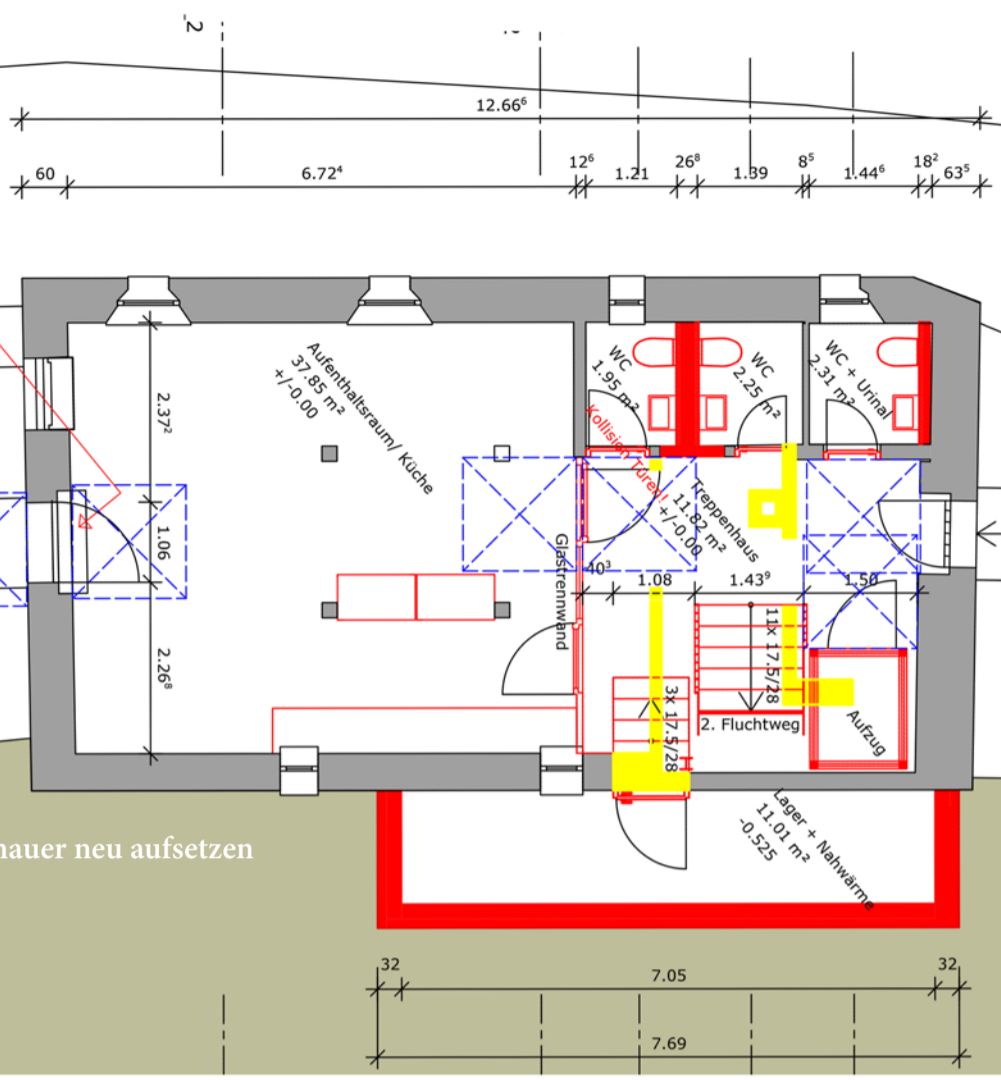 12.66⁶
60
6.72⁴
12⁶
1.21
26⁸
1.39
8⁵
1.44⁶
18²
63⁵
Aufenthaltsraum/ Küche
37.85 m²
+/-0.00
WC
1.95 m²
WC
2.25 m²
WC + Urinal
2.31 m²
Kollision Türen!
Treppenhaus
11.82 m²
+/-0.00
2.37²
1.06
2.26⁸
Glastrennwand
40³
1.08
1.43⁹
1.50
11x 17.5/28
3x 17.5/28
2. Fluchtweg
Aufzug
Lager + Nahwärme
11.01 m²
-0.525
nauer neu aufsetzen
32
7.05
32
7.69